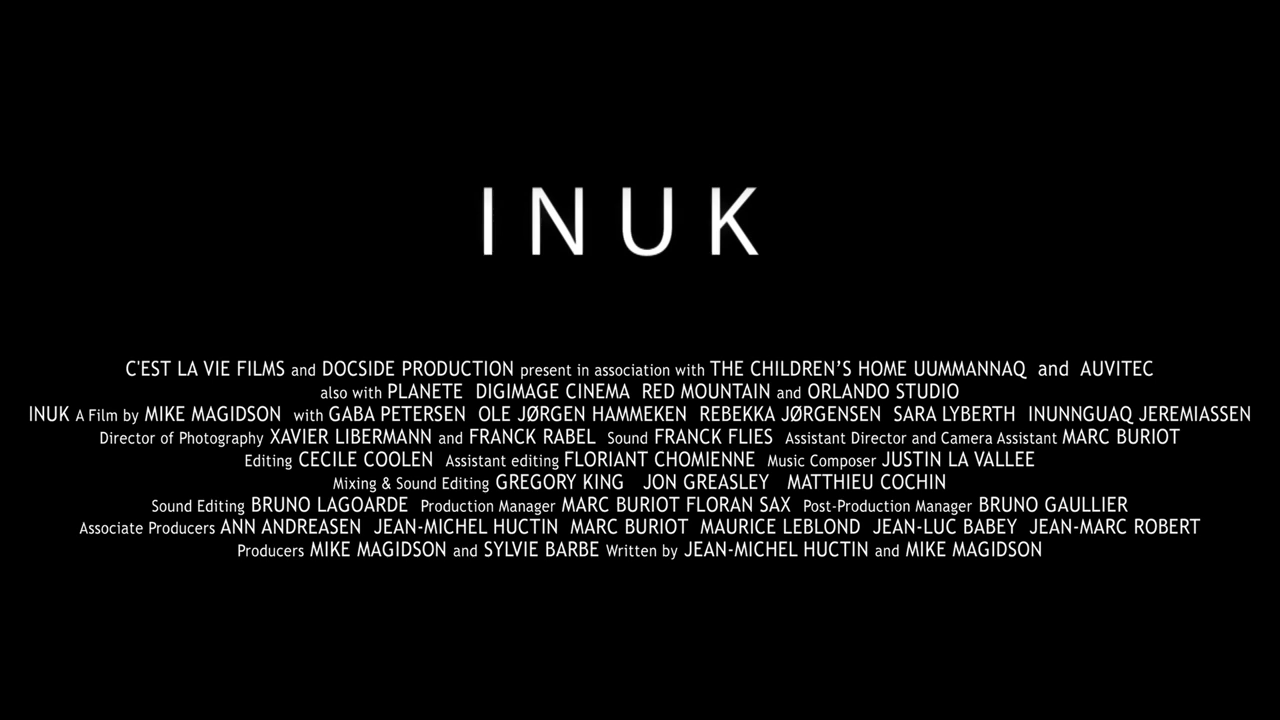 INUK
C'EST LA VIE FILMS and DOCSIDE PRODUCTION present in association with THE CHILDREN’S HOME UUMMANNAQ and AUVITEC
also with PLANETE DIGIMAGE CINEMA RED MOUNTAIN and ORLANDO STUDIO
INUK A Film by MIKE MAGIDSON with GABA PETERSEN OLE JØRGEN HAMMEKEN REBEKKA JØRGENSEN SARA LYBERTH INUNNGUAQ JEREMIASSEN
Director of Photography XAVIER LIBERMANN and FRANCK RABEL Sound FRANCK FLIES Assistant Director and Camera Assistant MARC BURIOT
Editing CECILE COOLEN Assistant editing FLORIANT CHOMIENNE Music Composer JUSTIN LA VALLEE
Mixing & Sound Editing GREGORY KING JON GREASLEY MATTHIEU COCHIN
Sound Editing BRUNO LAGOARDE Production Manager MARC BURIOT FLORAN SAX Post-Production Manager BRUNO GAULLIER
Associate Producers ANN ANDREASEN JEAN-MICHEL HUCTIN MARC BURIOT MAURICE LEBLOND JEAN-LUC BABEY JEAN-MARC ROBERT
Producers MIKE MAGIDSON and SYLVIE BARBE Written by JEAN-MICHEL HUCTIN and MIKE MAGIDSON